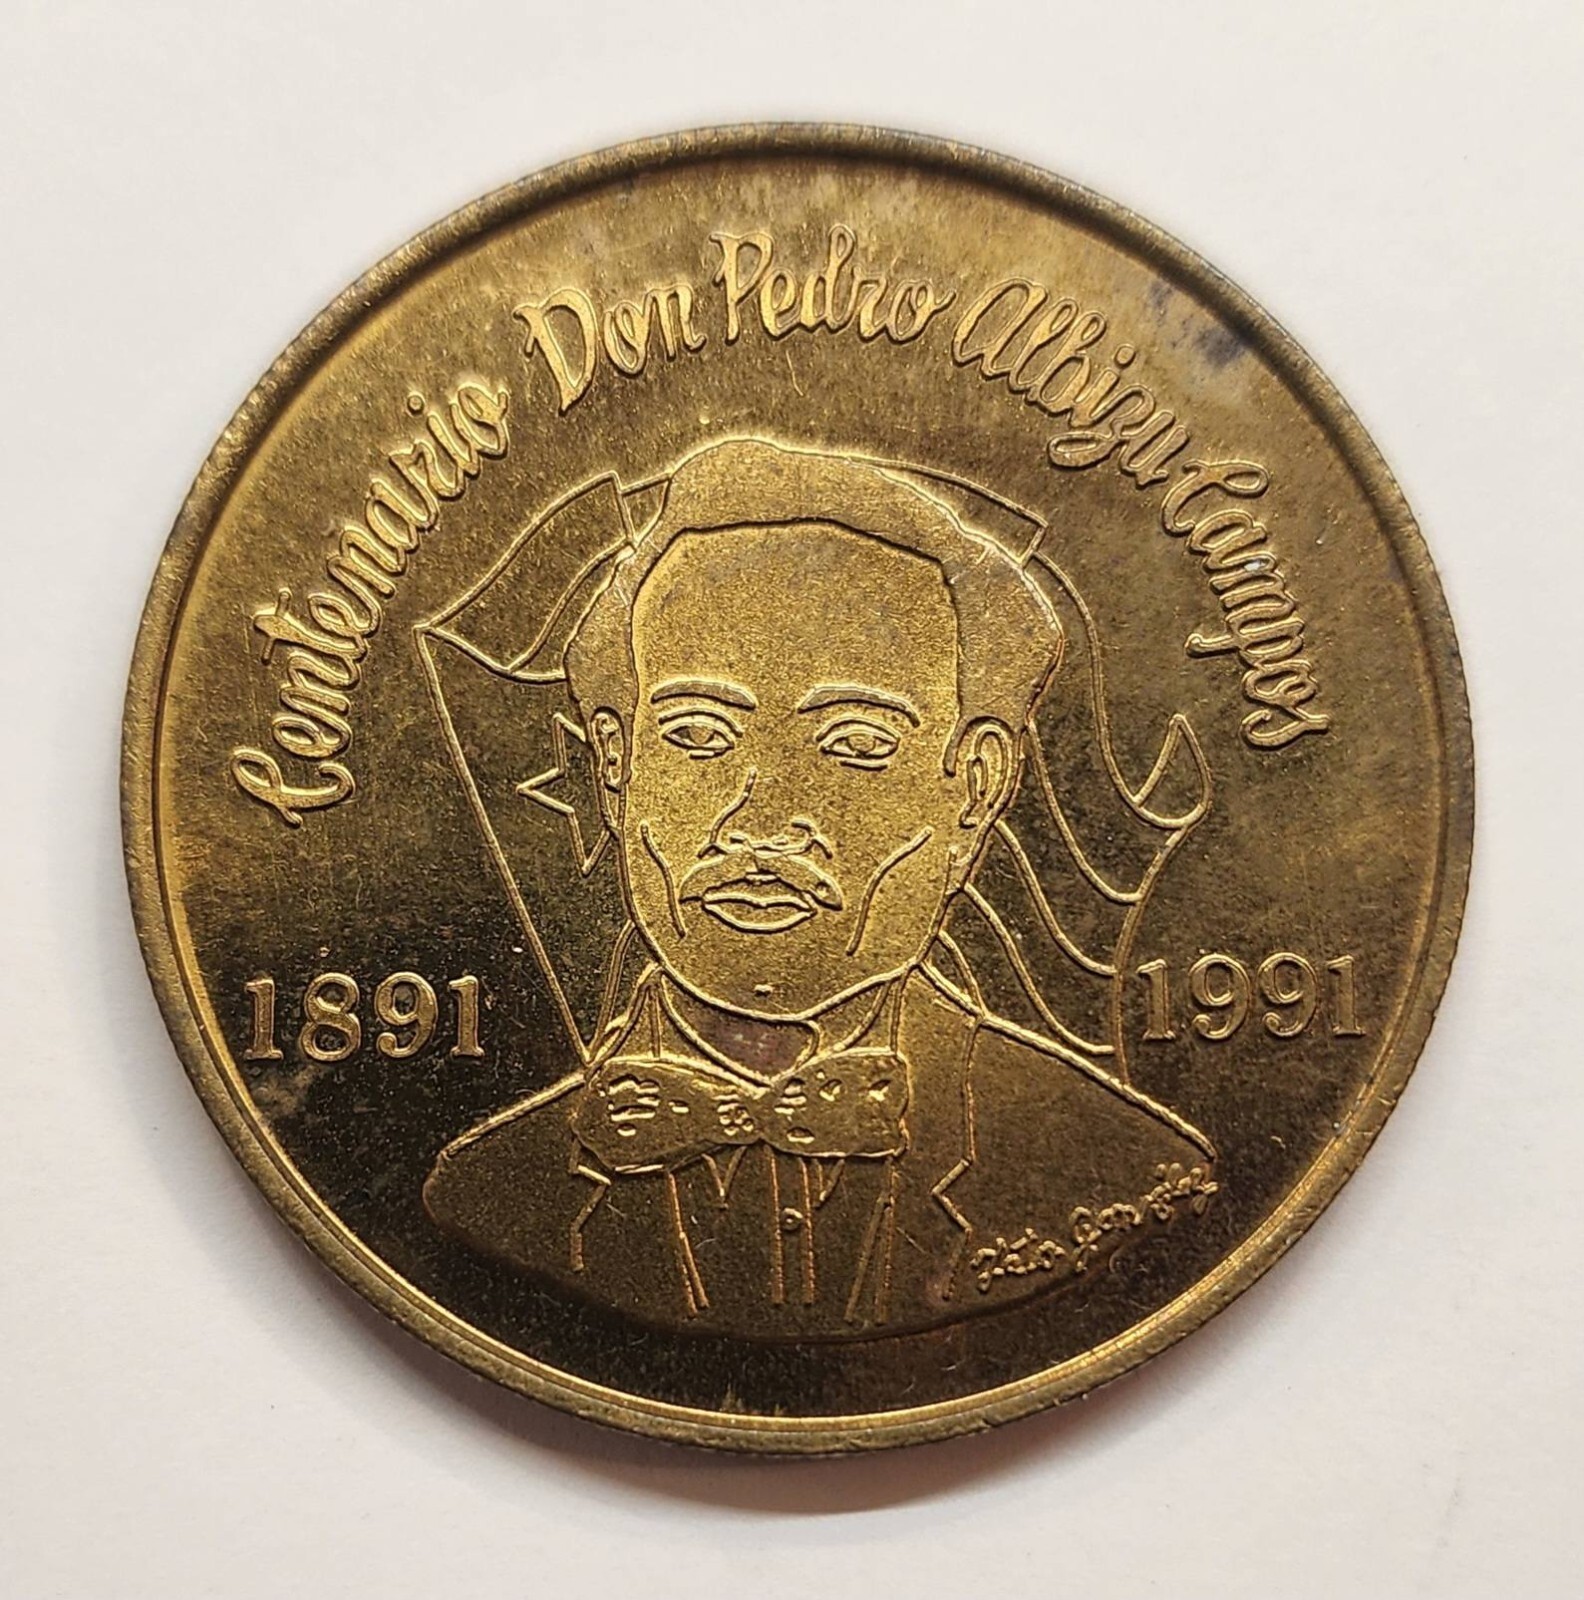 Centenario Don Pedro Albizu Campos
1891 1991